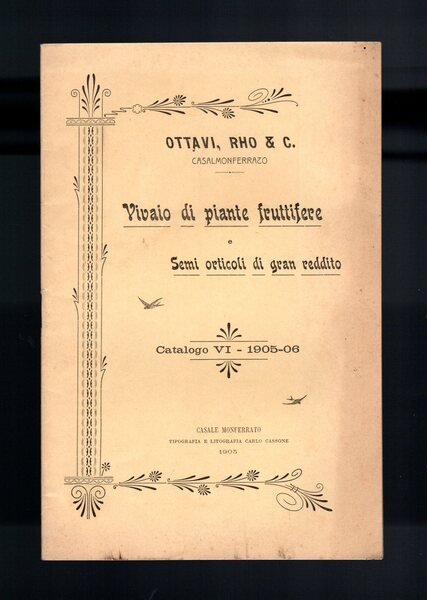 OTTAVI, RHO & C.
CASALMONFERRATO
Vivaio di piante fruttifere
e
Semi orticoli di gran reddito
Catalogo VI - 1905-06
CASALE MONFERRATO
TIPOGRAFIA E LITOGRAFIA CARLO CASSONE
1905